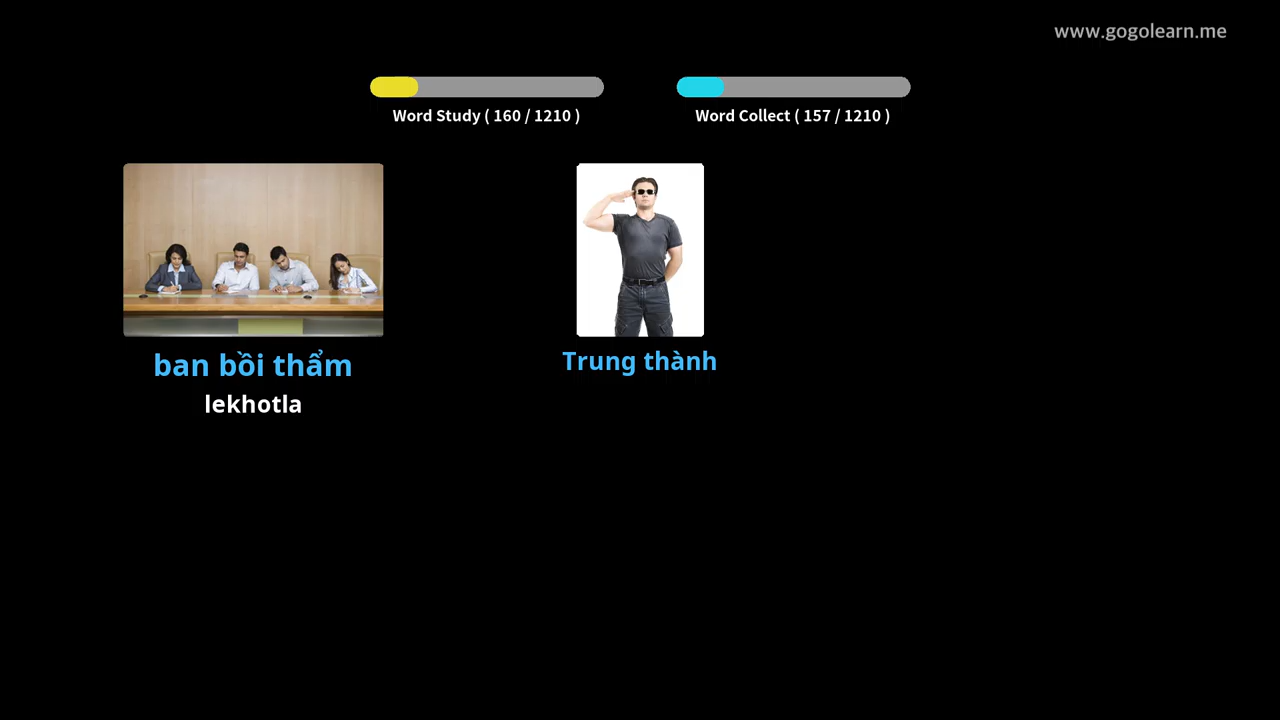 www.gogolearn.me
Word Study ( 160 / 1210 )
Word Collect ( 157 / 1210 )
ban bồi thẩm
lekhotla
Trung thành